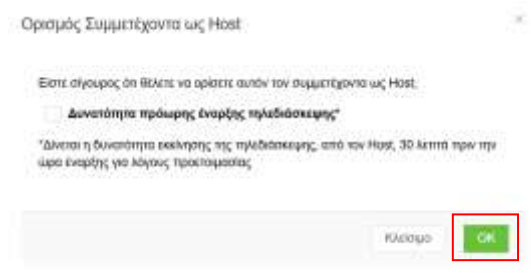 Ορισμός Συμμετέχοντα ως Host
×
Είστε σίγουρος ότι θέλετε να ορίσετε αυτόν τον συμμετέχοντα ως Host;
Δυνατότητα πρόωρης έναρξης τηλεδιάσκεψης*
*Δίνεται η δυνατότητα εκκίνησης της τηλεδιάσκεψης, από τον Host, 30 λεπτά πριν την
ώρα έναρξης για λόγους προετοιμασίας
Κλείσιμο OK